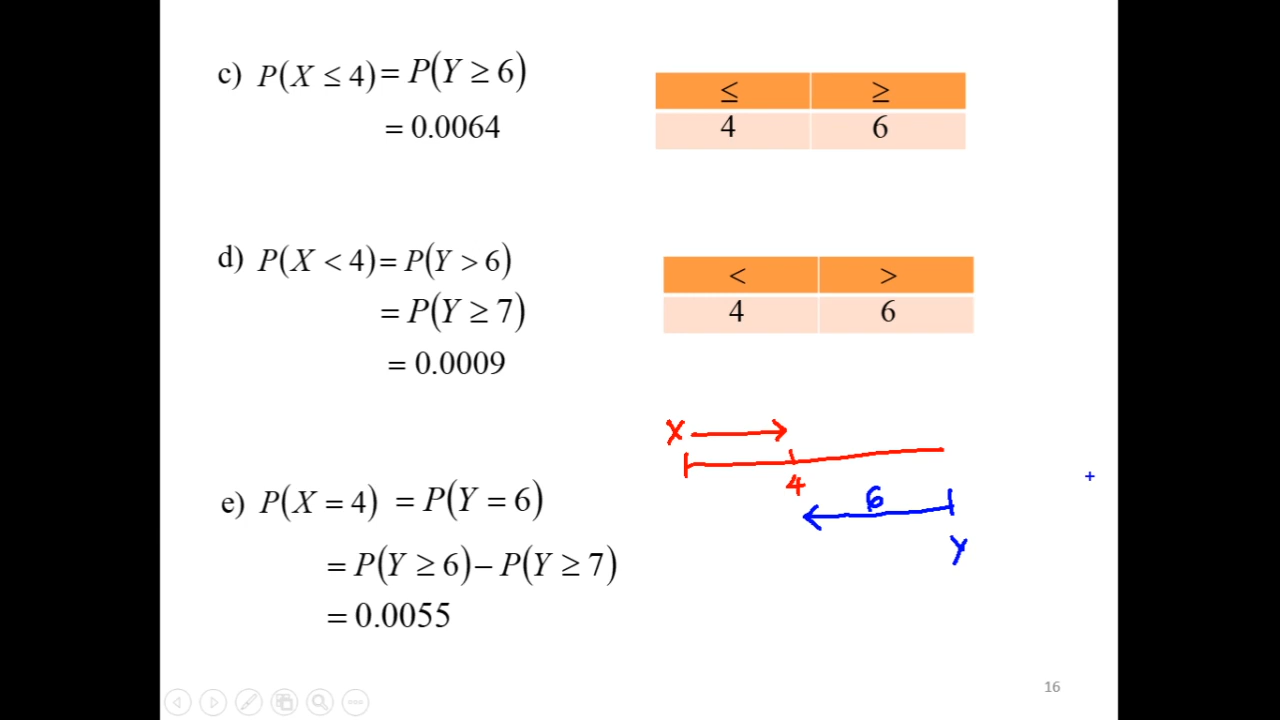 c) P(X ≤ 4) = P(Y ≥ 6)
= 0.0064
≤ ≥
4 6
d) P(X < 4) = P(Y > 6)
= P(Y ≥ 7)
= 0.0009
< >
4 6
X
4
6
Y
e) P(X = 4) = P(Y = 6)
= P(Y ≥ 6) − P(Y ≥ 7)
= 0.0055
16